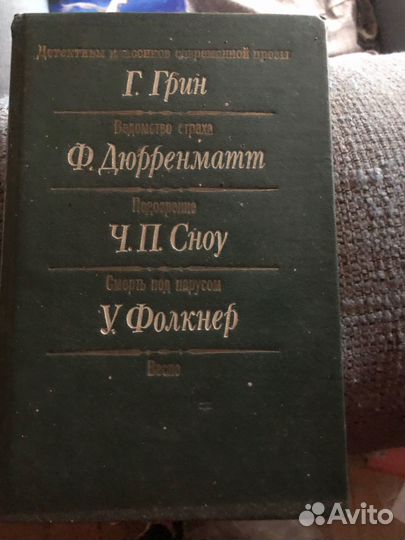 Детективы классиков современной прозы
Г. Грин
Ведомство страха
Ф. Дюрренматт
Подозрение
Ч. П. Сноу
Смерть под парусом
У. Фолкнер
Avito